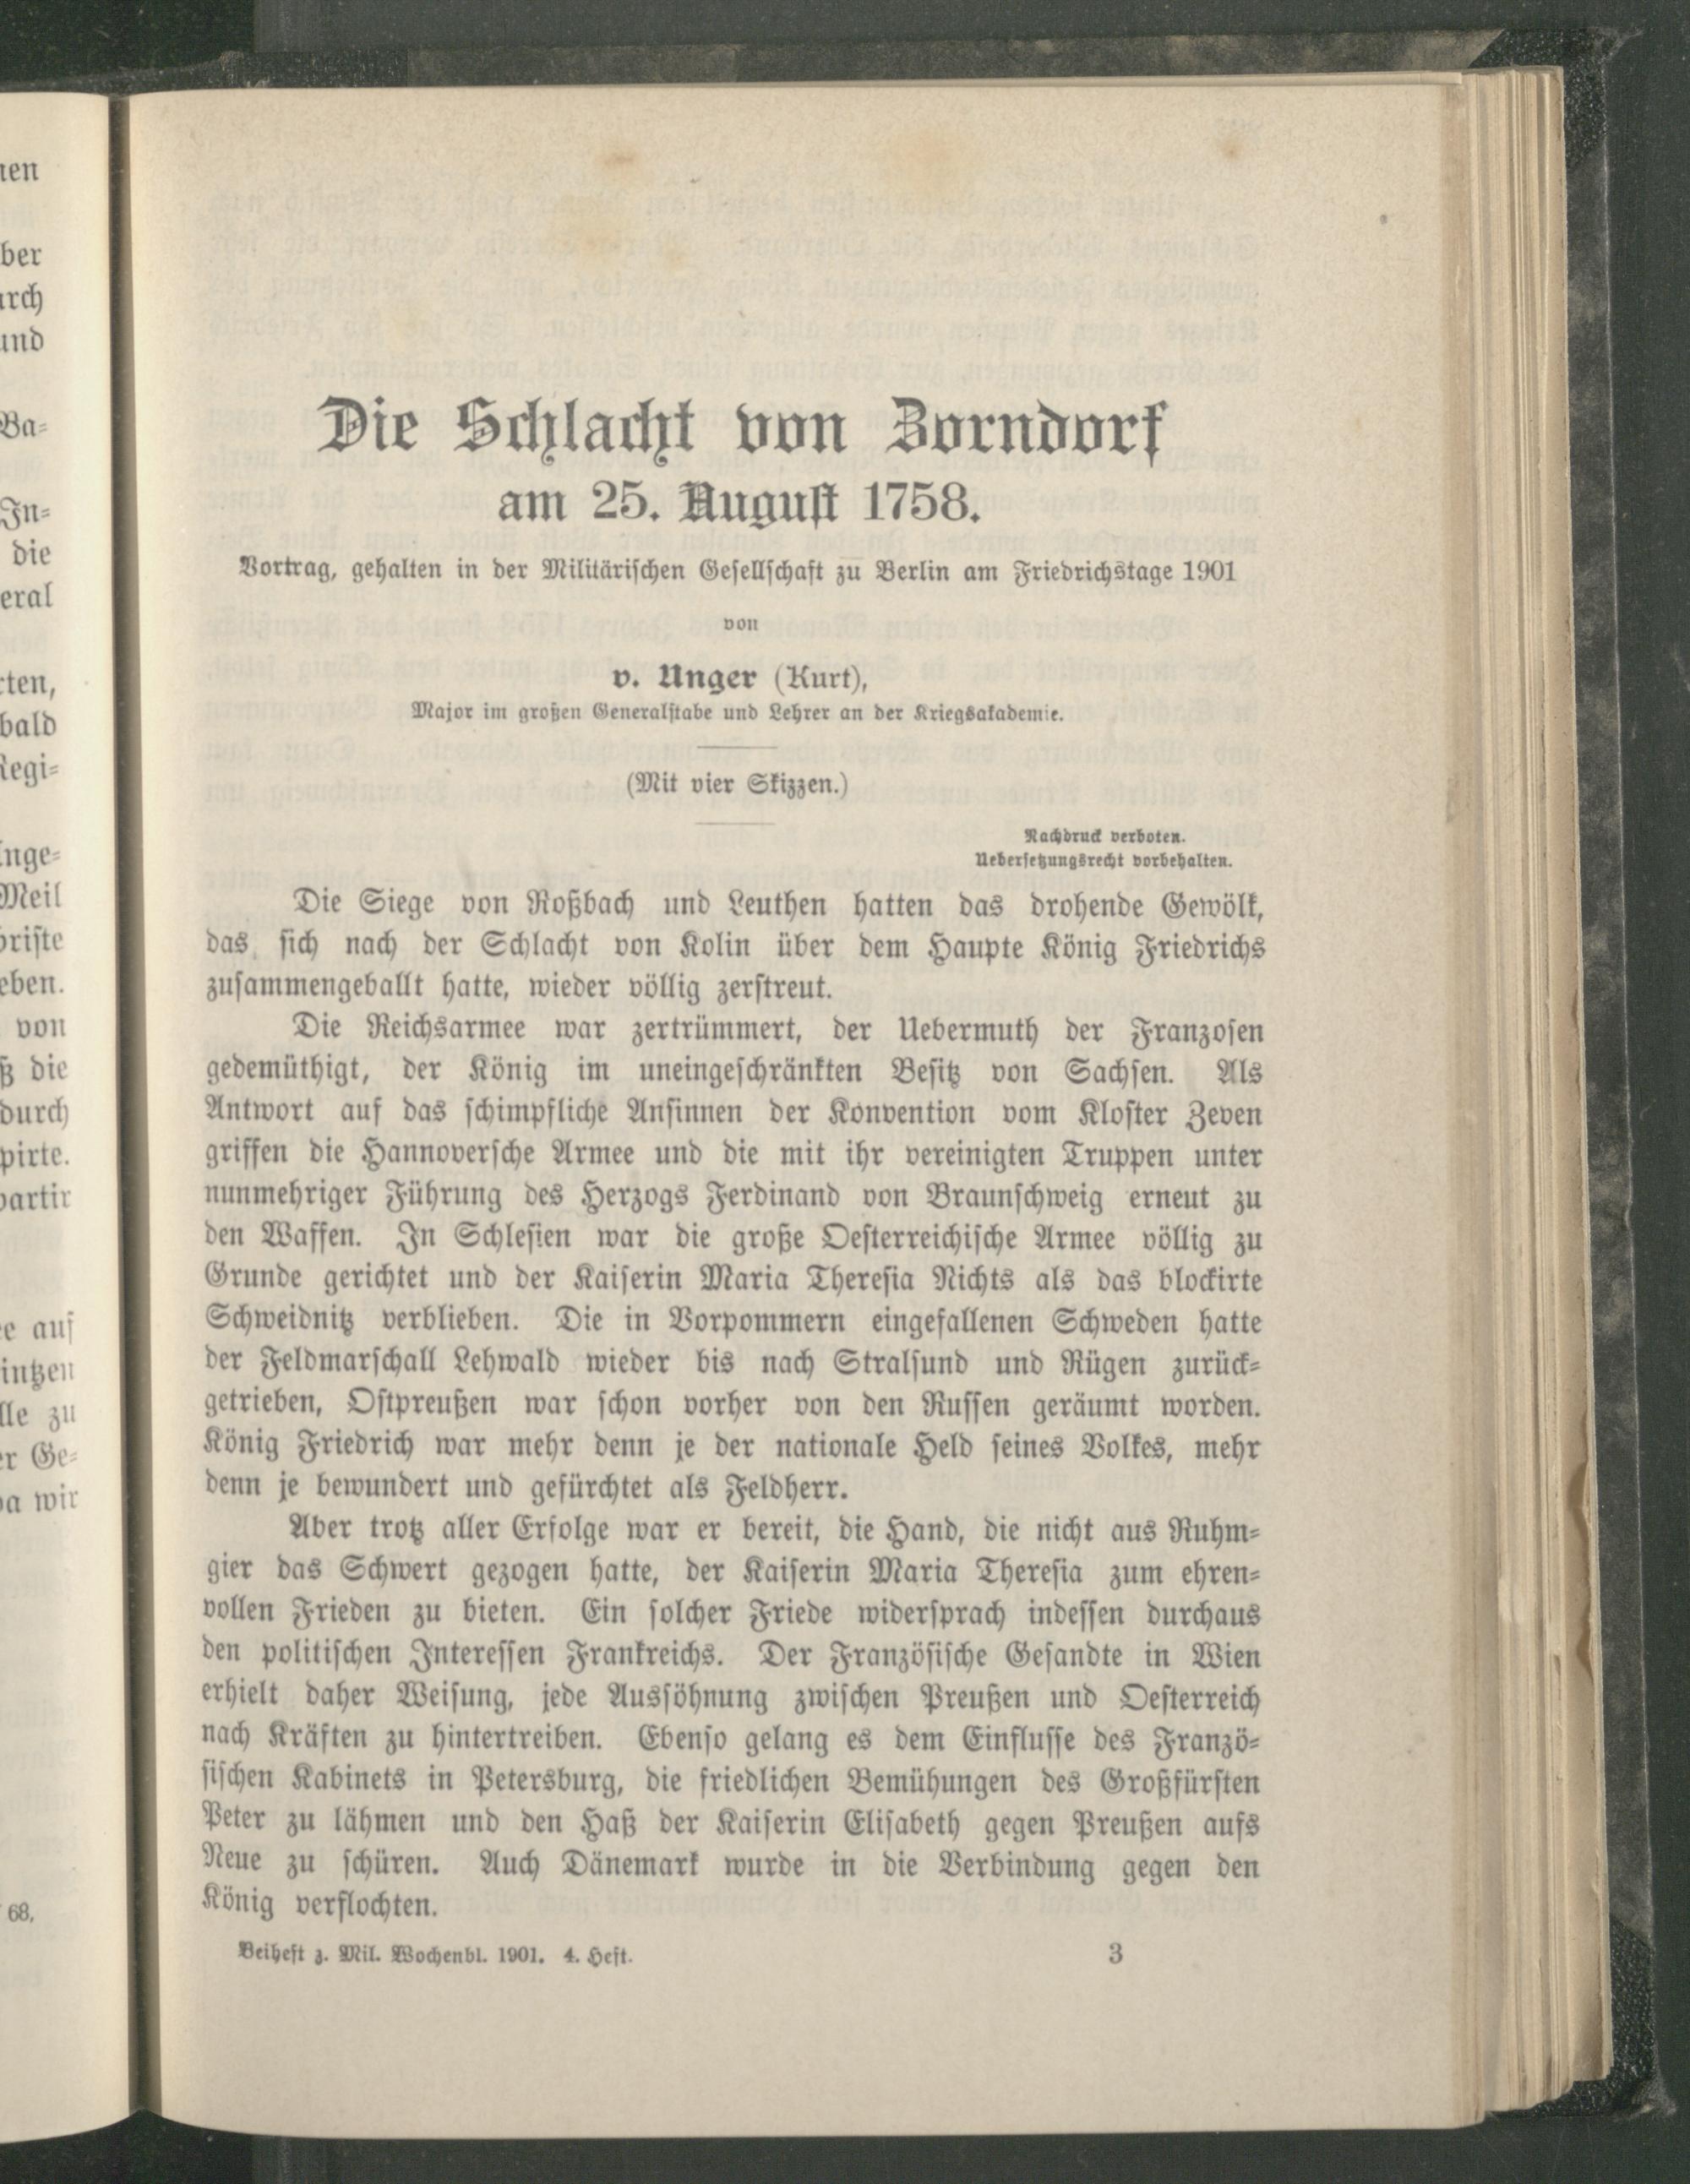 Die Schlacht von Zorndorf
am 25. August 1758.
Vortrag, gehalten in der Militärischen Gesellschaft zu Berlin am Friedrichstage 1901
von
v. Unger (Kurt),
Major im großen Generalstabe und Lehrer an der Kriegsakademie.
(Mit vier Skizzen.)
Nachdruck verboten.
Uebersetzungsrecht vorbehalten.
Die Siege von Roßbach und Leuthen hatten das drohende Gewölk,
das sich nach der Schlacht von Kolin über dem Haupte König Friedrichs
zusammengeballt hatte, wieder völlig zerstreut.
Die Reichsarmee war zertrümmert, der Uebermuth der Franzosen
gedemüthigt, der König im uneingeschränkten Besitz von Sachsen. Als
Antwort auf das schimpfliche Ansinnen der Konvention vom Kloster Zeven
griffen die Hannoversche Armee und die mit ihr vereinigten Truppen unter
nunmehriger Führung des Herzogs Ferdinand von Braunschweig erneut zu
den Waffen. In Schlesien war die große Oesterreichische Armee völlig zu
Grunde gerichtet und der Kaiserin Maria Theresia Nichts als das blockirte
Schweidnitz verblieben. Die in Vorpommern eingefallenen Schweden hatte
der Feldmarschall Lehwald wieder bis nach Stralsund und Rügen zurück-
getrieben, Ostpreußen war schon vorher von den Russen geräumt worden.
König Friedrich war mehr denn je der nationale Held seines Volkes, mehr
denn je bewundert und gefürchtet als Feldherr.
Aber trotz aller Erfolge war er bereit, die Hand, die nicht aus Ruhm-
gier das Schwert gezogen hatte, der Kaiserin Maria Theresia zum ehren-
vollen Frieden zu bieten. Ein solcher Friede widersprach indessen durchaus
den politischen Interessen Frankreichs. Der Französische Gesandte in Wien
erhielt daher Weisung, jede Aussöhnung zwischen Preußen und Oesterreich
nach Kräften zu hintertreiben. Ebenso gelang es dem Einflusse des Franzö-
sischen Kabinets in Petersburg, die friedlichen Bemühungen des Großfürsten
Peter zu lähmen und den Haß der Kaiserin Elisabeth gegen Preußen aufs
Neue zu schüren. Auch Dänemark wurde in die Verbindung gegen den
König verflochten.
Beiheft z. Mil. Wochenbl. 1901. 4. Heft. 3